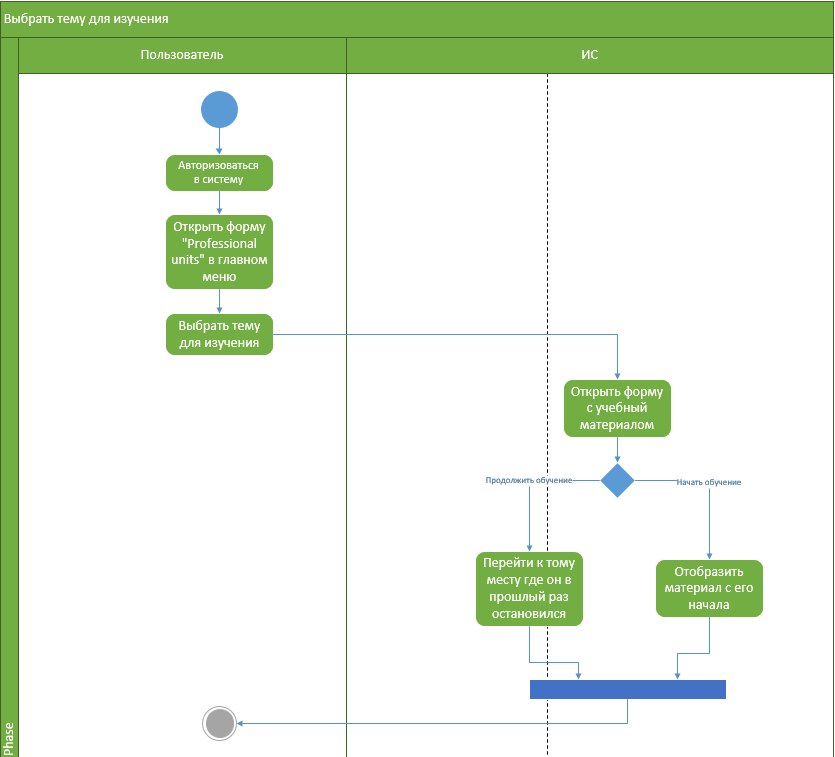 Выбрать тему для изучения
Пользователь
ИС
Авторизоваться
в систему
Открыть форму
"Professional
units" в главном
меню
Выбрать тему
для изучения
Открыть форму
с учебный
материалом
Продолжить обучение
Начать обучение
Перейти к тому
месту где он в
прошлый раз
остановился
Отобразить
материал с его
начала
Phase